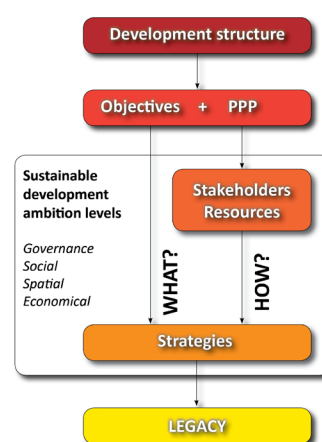 Development structure
Objectives + PPP
Sustainable
development
ambition levels
Governance
Social
Spatial
Economical
Stakeholders
Resources
WHAT?
HOW?
Strategies
LEGACY